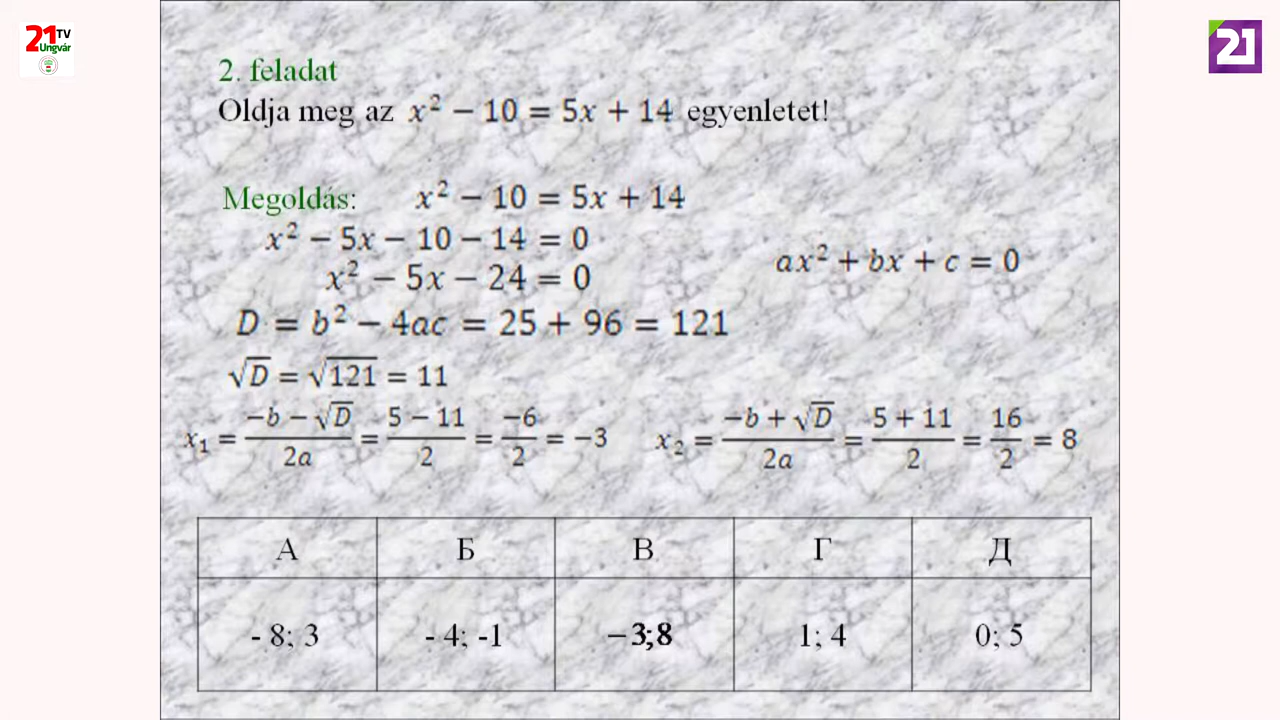 21 TV
Ungvár
21
2. feladat
Oldja meg az x² − 10 = 5x + 14 egyenletet!
Megoldás: x² − 10 = 5x + 14
x² − 5x − 10 − 14 = 0
x² − 5x − 24 = 0
ax² + bx + c = 0
D = b² − 4ac = 25 + 96 = 121
√D = √121 = 11
x₁ = (−b − √D)/2a = (5 − 11)/2 = −6/2 = −3
x₂ = (−b + √D)/2a = (5 + 11)/2 = 16/2 = 8
А Б В Г Д
- 8; 3 - 4; -1 −3;8 1; 4 0; 5